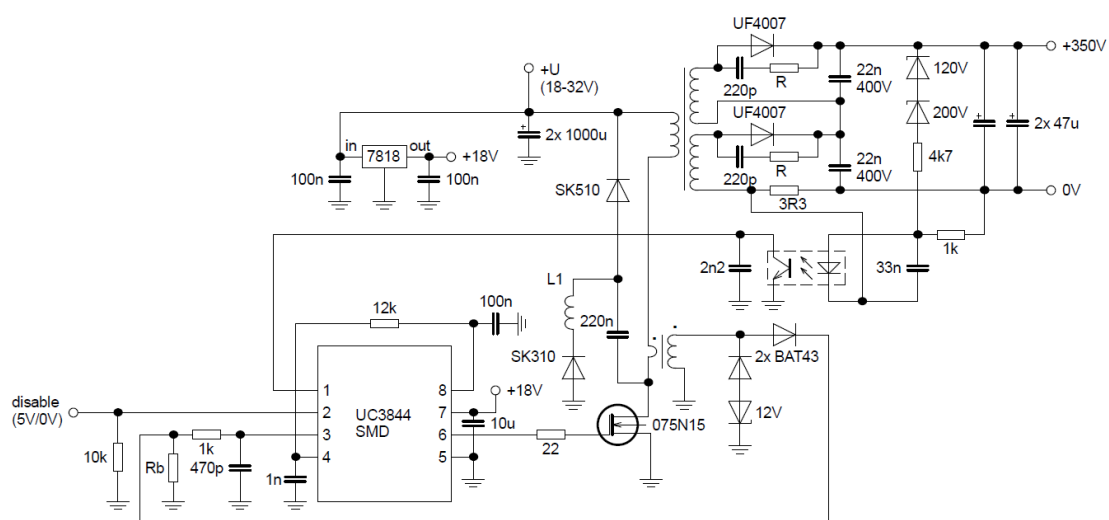 UF4007
+U
(18-32V)
220p
R
22n
400V
120V
+350V
UF4007
200V
2x 1000u
2x 47u
in
7818
out
+18V
4k7
100n
100n
220p
R
22n
400V
SK510
3R3
0V
1k
2n2
33n
L1
12k
100n
220n
SK310
2x BAT43
+18V
1
8
disable
(5V/0V)
2
UC3844
SMD
7
10u
12V
075N15
3
6
1k
22
10k
Rb
470p
4
1n
5